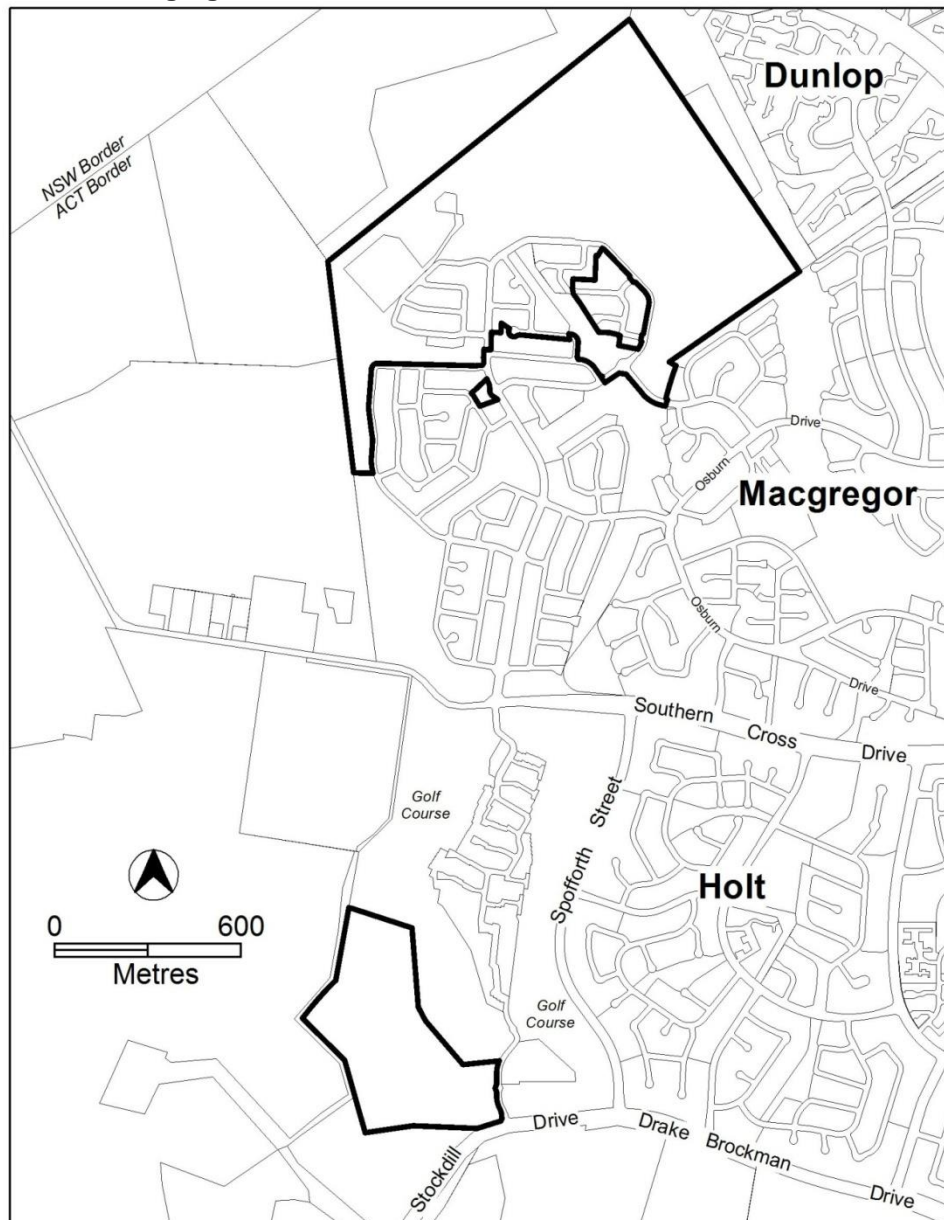 Dunlop
NSW Border
ACT Border
Drive
Osburn
Macgregor
Osburn
Drive
Southern
Cross
Drive
Golf
Course
Spofforth Street
Holt
0 600
Metres
Golf
Course
Drive
Drake
Brockman
Drive
Stockdill